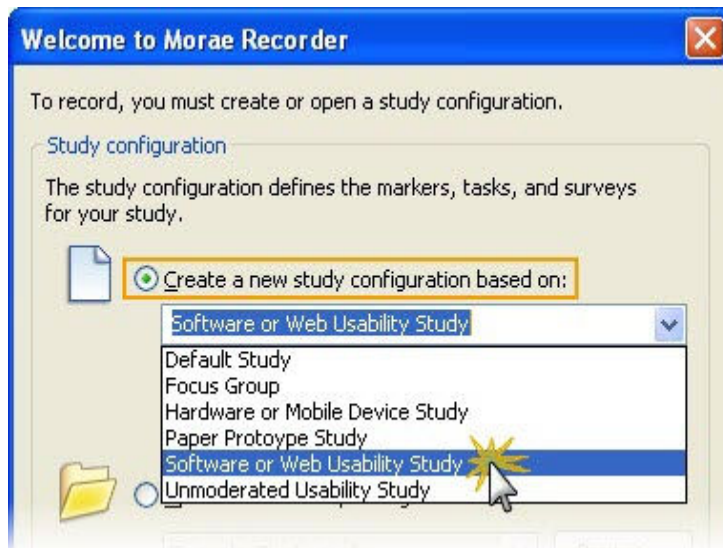 Welcome to Morae Recorder
To record, you must create or open a study configuration.
Study configuration
The study configuration defines the markers, tasks, and surveys
for your study.
Create a new study configuration based on:
Software or Web Usability Study
Default Study
Focus Group
Hardware or Mobile Device Study
Paper Protoype Study
Software or Web Usability Study
Unmoderated Usability Study